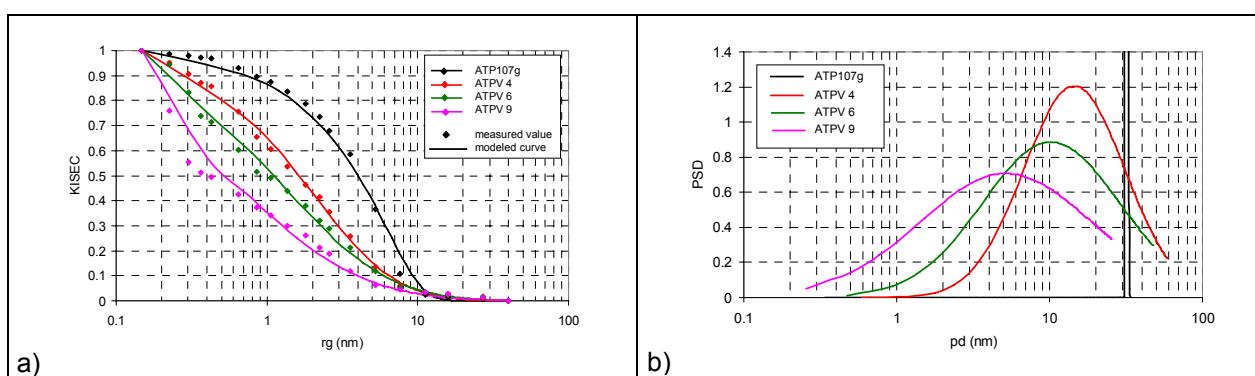 1
0.9
0.8
0.7
0.6
0.5
0.4
0.3
0.2
0.1
0
KISEC
0.1 1 10 100
rg (nm)
ATP107g
ATPV 4
ATPV 6
ATPV 9
measured value
modeled curve
a)
1.4
1.2
1
0.8
0.6
0.4
0.2
0
PSD
0.1 1 10 100
pd (nm)
ATP107g
ATPV 4
ATPV 6
ATPV 9
b)